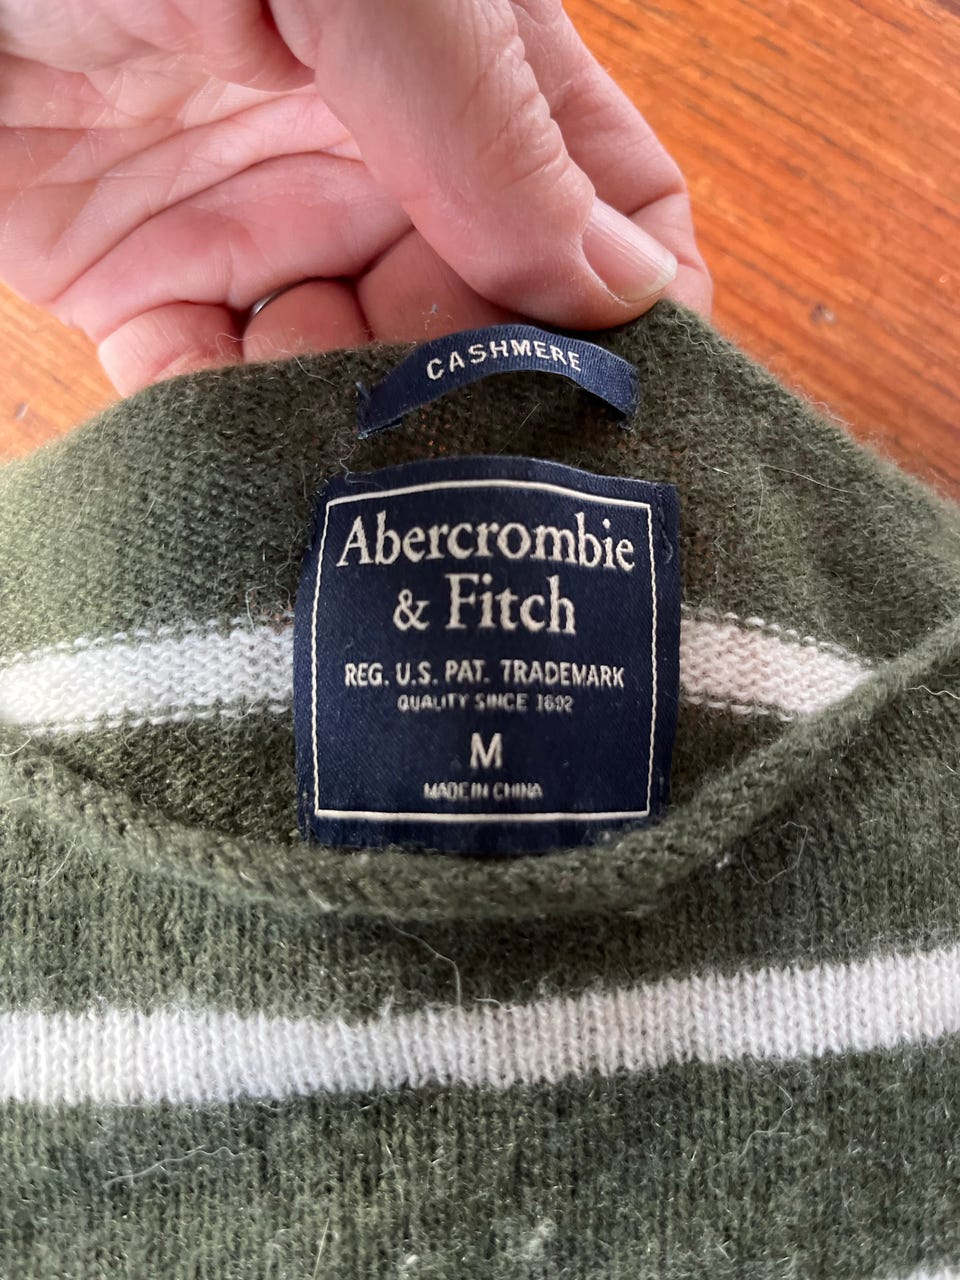 CASHMERE
Abercrombie
& Fitch
REG. U.S. PAT. TRADEMARK
QUALITY SINCE 1892
M
MADE IN CHINA